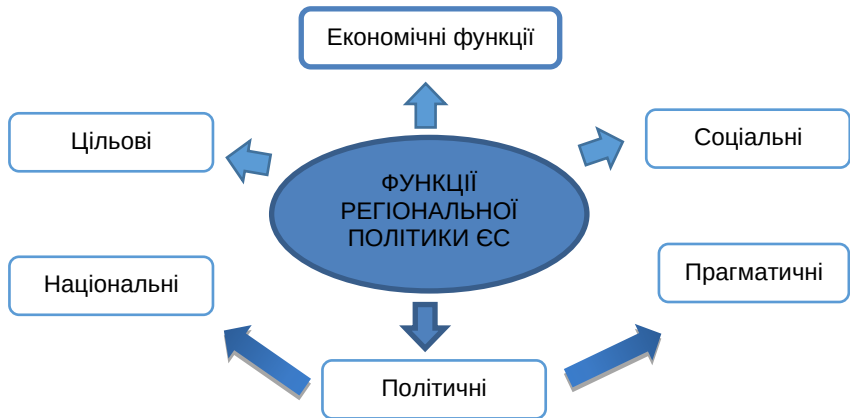 Економічні функції
Цільові
Соціальні
ФУНКЦІЇ
РЕГІОНАЛЬНОЇ
ПОЛІТИКИ ЄС
Національні
Прагматичні
Політичні